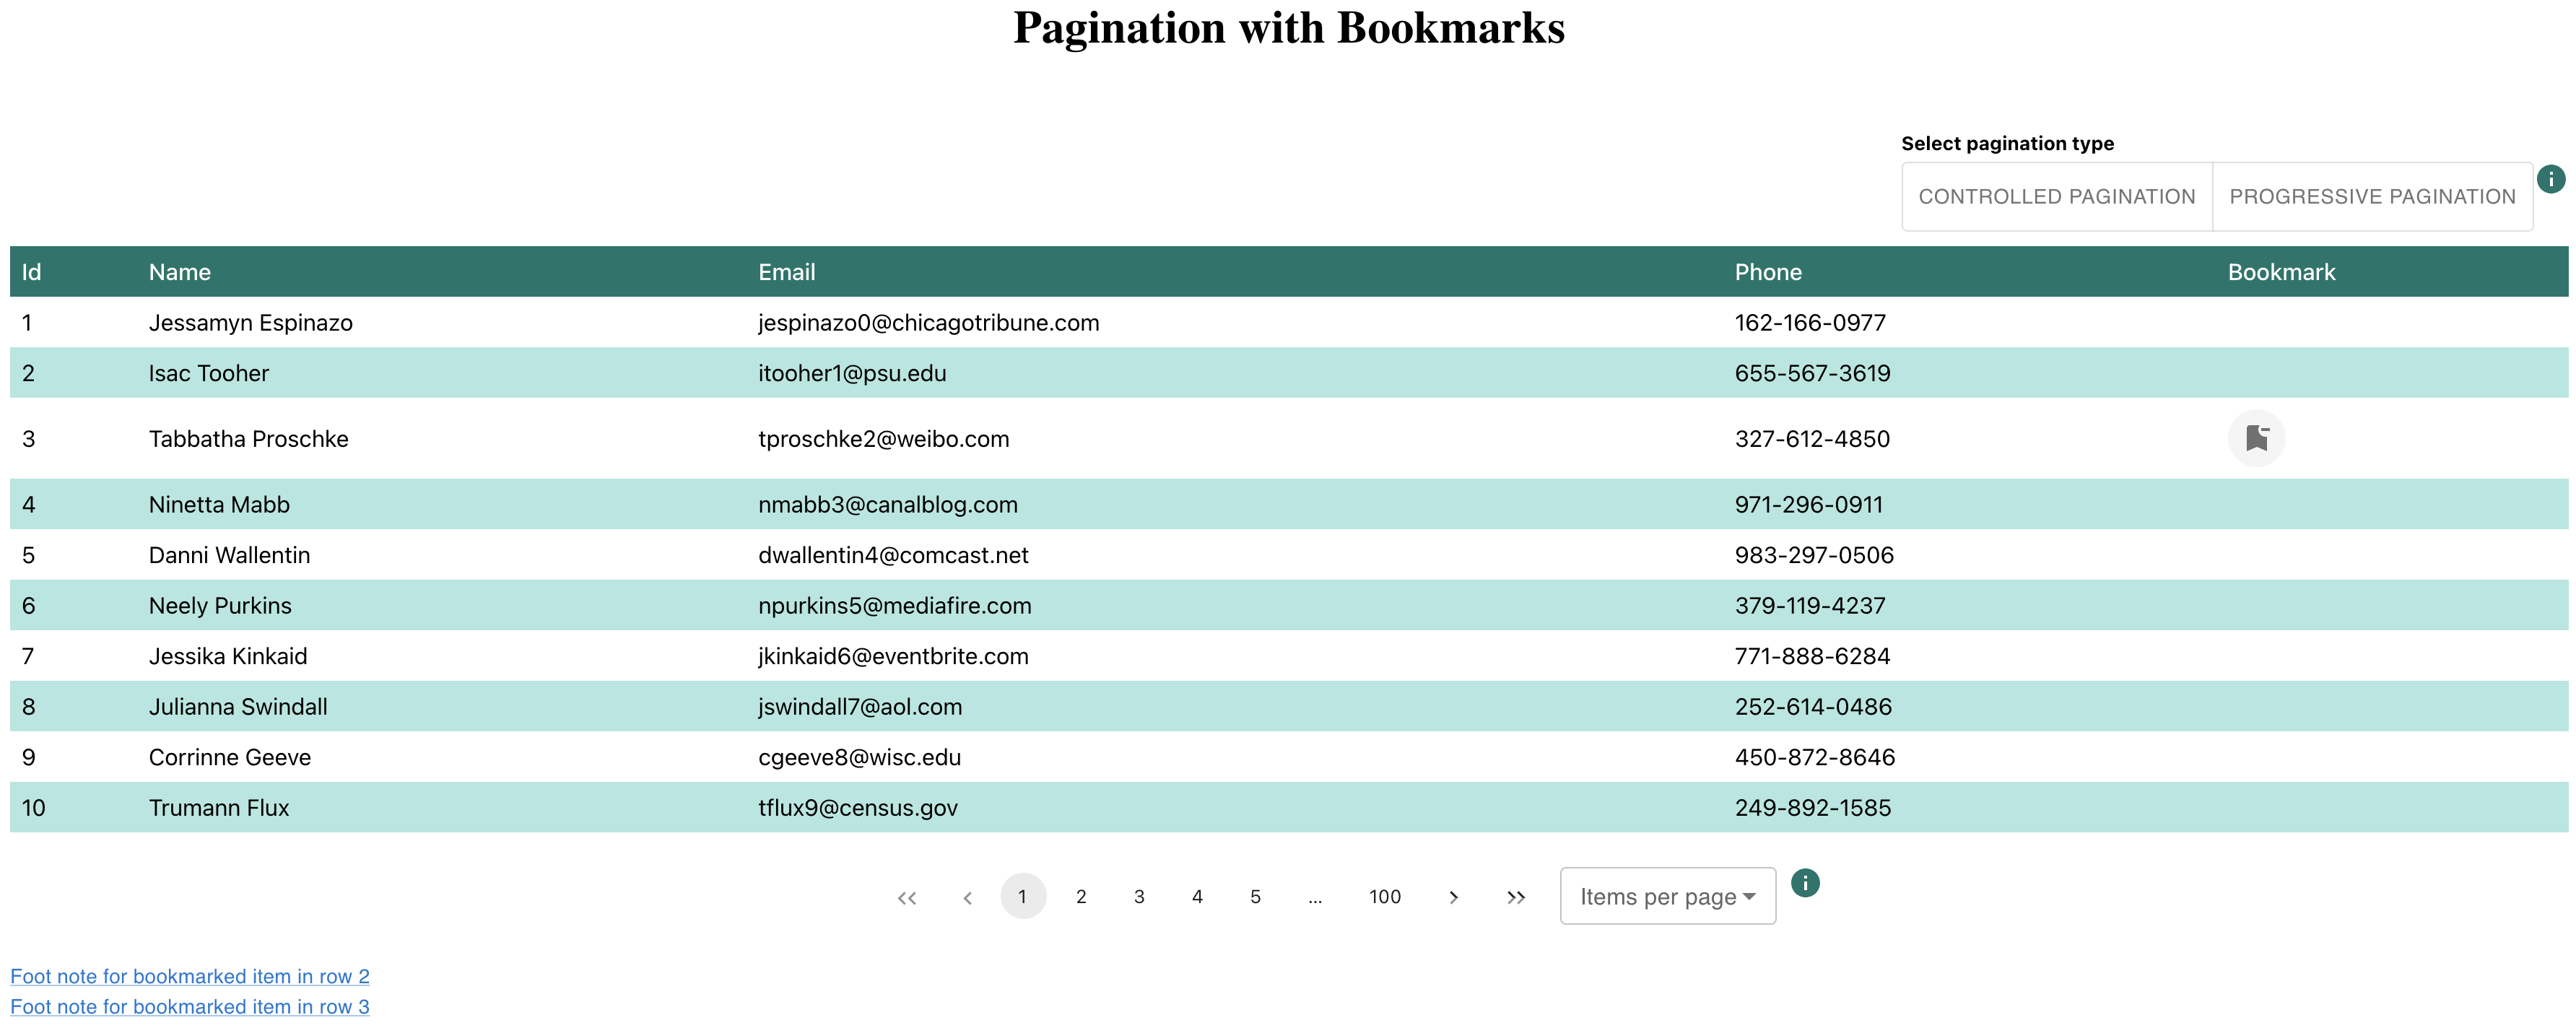 Pagination with Bookmarks
Select pagination type
CONTROLLED PAGINATION PROGRESSIVE PAGINATION i
Id Name Email Phone Bookmark
1 Jessamyn Espinazo jespinazo0@chicagotribune.com 162-166-0977
2 Isac Tooher itooher1@psu.edu 655-567-3619
3 Tabbatha Proschke tproschke2@weibo.com 327-612-4850
4 Ninetta Mabb nmabb3@canalblog.com 971-296-0911
5 Danni Wallentin dwallentin4@comcast.net 983-297-0506
6 Neely Purkins npurkins5@mediafire.com 379-119-4237
7 Jessika Kinkaid jkinkaid6@eventbrite.com 771-888-6284
8 Julianna Swindall jswindall7@aol.com 252-614-0486
9 Corrinne Geeve cgeeve8@wisc.edu 450-872-8646
10 Trumann Flux tflux9@census.gov 249-892-1585
<< < 1 2 3 4 5 ... 100 > >> Items per page i
Foot note for bookmarked item in row 2
Foot note for bookmarked item in row 3